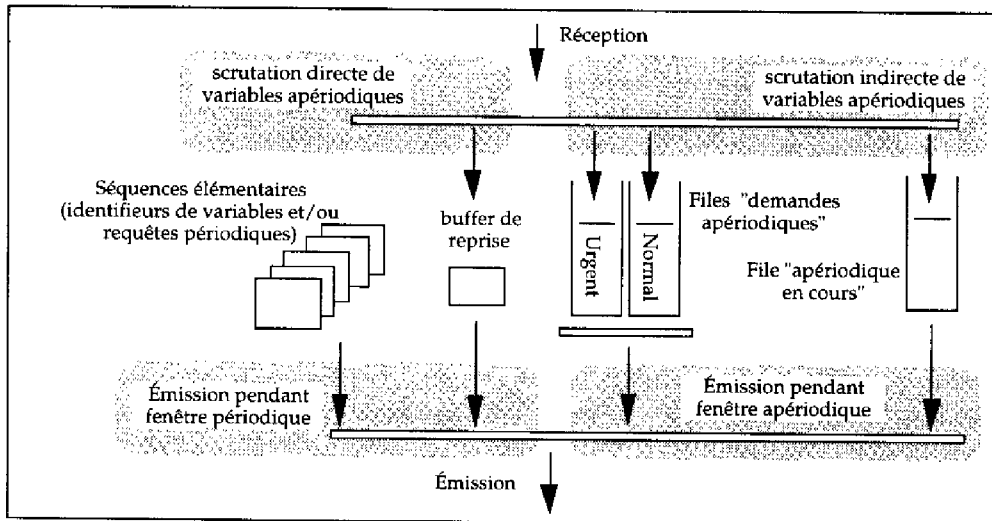 Réception
scrutation directe de
variables apériodiques
scrutation indirecte de
variables apériodiques
Séquences élémentaires
(identifieurs de variables et/ou
requêtes périodiques)
buffer de
reprise
Urgent
Normal
Files "demandes
apériodiques"
File "apériodique
en cours"
Émission pendant
fenêtre périodique
Émission pendant
fenêtre apériodique
Émission